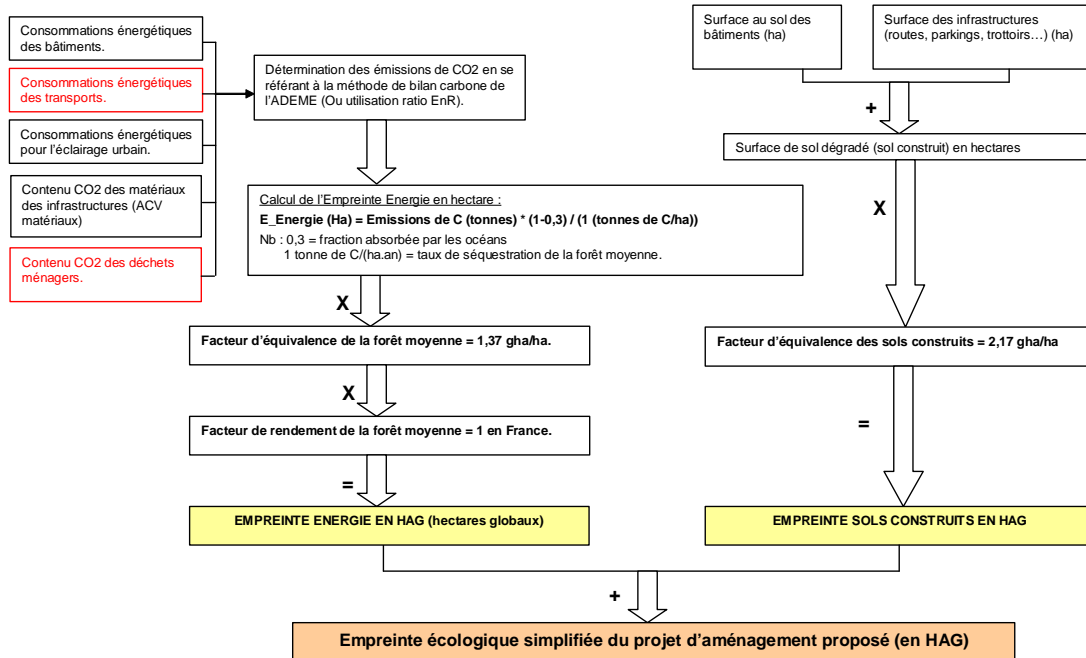 Consommations énergétiques
des bâtiments.
Consommations énergétiques
des transports.
Consommations énergétiques
pour l'éclairage urbain.
Contenu CO2 des matériaux
des infrastructures (ACV
matériaux)
Contenu CO2 des déchets
ménagers.
Détermination des émissions de CO2 en se
référant à la méthode de bilan carbone de
l'ADEME (Ou utilisation ratio EnR).
Calcul de l'Empreinte Energie en hectare :
E_Energie (Ha) = Emissions de C (tonnes) * (1-0,3) / (1 (tonnes de C/ha))
Nb : 0,3 = fraction absorbée par les océans
1 tonne de C/(ha.an) = taux de séquestration de la forêt moyenne.
X
Facteur d'équivalence de la forêt moyenne = 1,37 gha/ha.
X
Facteur de rendement de la forêt moyenne = 1 en France.
=
EMPREINTE ENERGIE EN HAG (hectares globaux)
Surface au sol des
bâtiments (ha)
Surface des infrastructures
(routes, parkings, trottoirs…) (ha)
+
Surface de sol dégradé (sol construit) en hectares
X
Facteur d'équivalence des sols construits = 2,17 gha/ha
=
EMPREINTE SOLS CONSTRUITS EN HAG
+
Empreinte écologique simplifiée du projet d'aménagement proposé (en HAG)